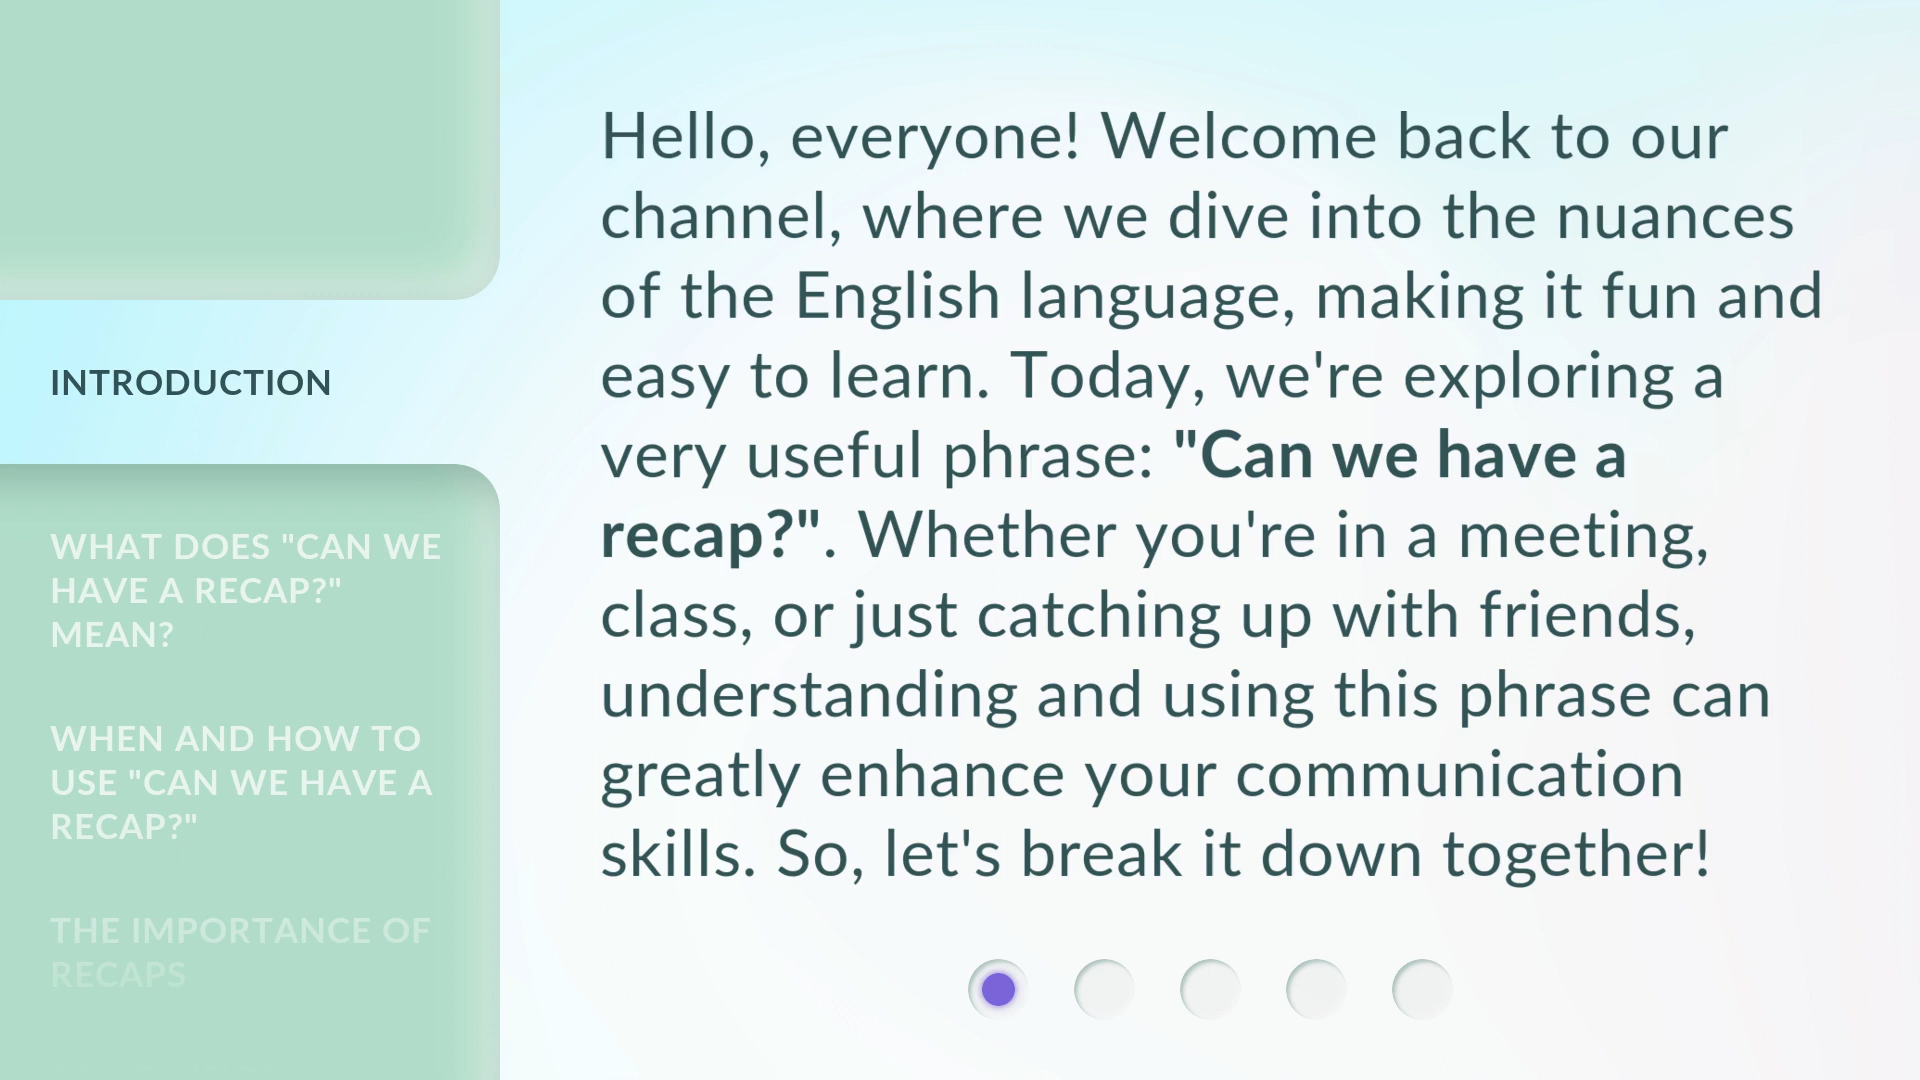 INTRODUCTION
WHAT DOES "CAN WE
HAVE A RECAP?"
MEAN?
WHEN AND HOW TO
USE "CAN WE HAVE A
RECAP?"
THE IMPORTANCE OF
RECAPS
Hello, everyone! Welcome back to our
channel, where we dive into the nuances
of the English language, making it fun and
easy to learn. Today, we're exploring a
very useful phrase: "Can we have a
recap?". Whether you're in a meeting,
class, or just catching up with friends,
understanding and using this phrase can
greatly enhance your communication
skills. So, let's break it down together!